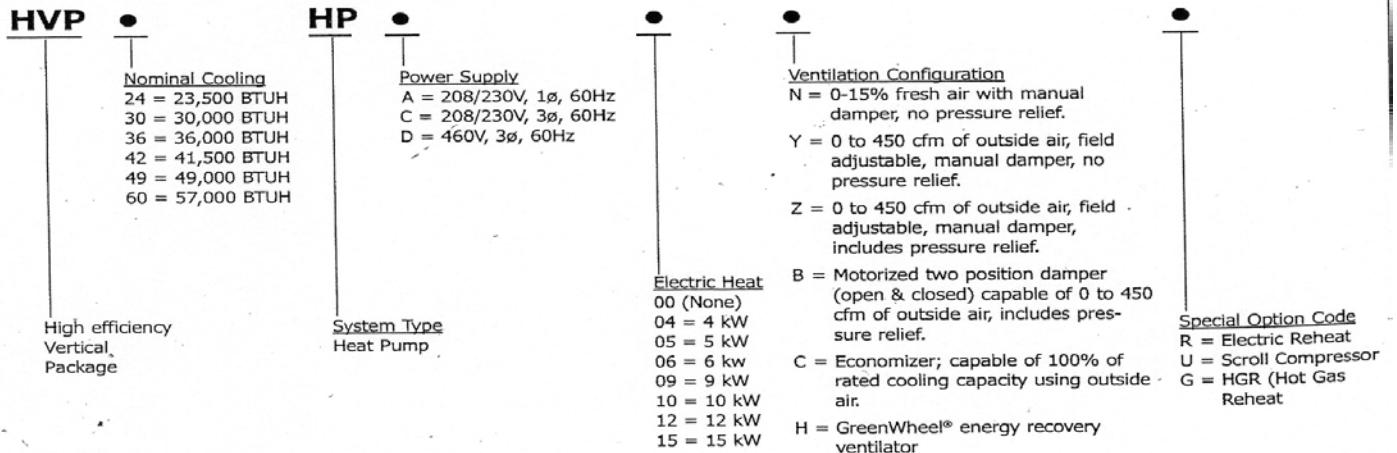 HVP • HP • • • •
Nominal Cooling
24 = 23,500 BTUH
30 = 30,000 BTUH
36 = 36,000 BTUH
42 = 41,500 BTUH
49 = 49,000 BTUH
60 = 57,000 BTUH
Power Supply
A = 208/230V, 1ø, 60Hz
C = 208/230V, 3ø, 60Hz
D = 460V, 3ø, 60Hz
Ventilation Configuration
N = 0-15% fresh air with manual
damper, no pressure relief.
Y = 0 to 450 cfm of outside air, field
adjustable, manual damper, no
pressure relief.
Z = 0 to 450 cfm of outside air, field
adjustable, manual damper,
includes pressure relief.
B = Motorized two position damper
(open & closed) capable of 0 to 450
cfm of outside air, includes pres-
sure relief.
C = Economizer; capable of 100% of
rated cooling capacity using outside
air.
H = GreenWheel® energy recovery
ventilator
High efficiency
Vertical
Package
System Type
Heat Pump
Electric Heat
00 (None)
04 = 4 kW
05 = 5 kW
06 = 6 kw
09 = 9 kW
10 = 10 kW
12 = 12 kW
15 = 15 kW
Special Option Code
R = Electric Reheat
U = Scroll Compressor
G = HGR (Hot Gas
Reheat